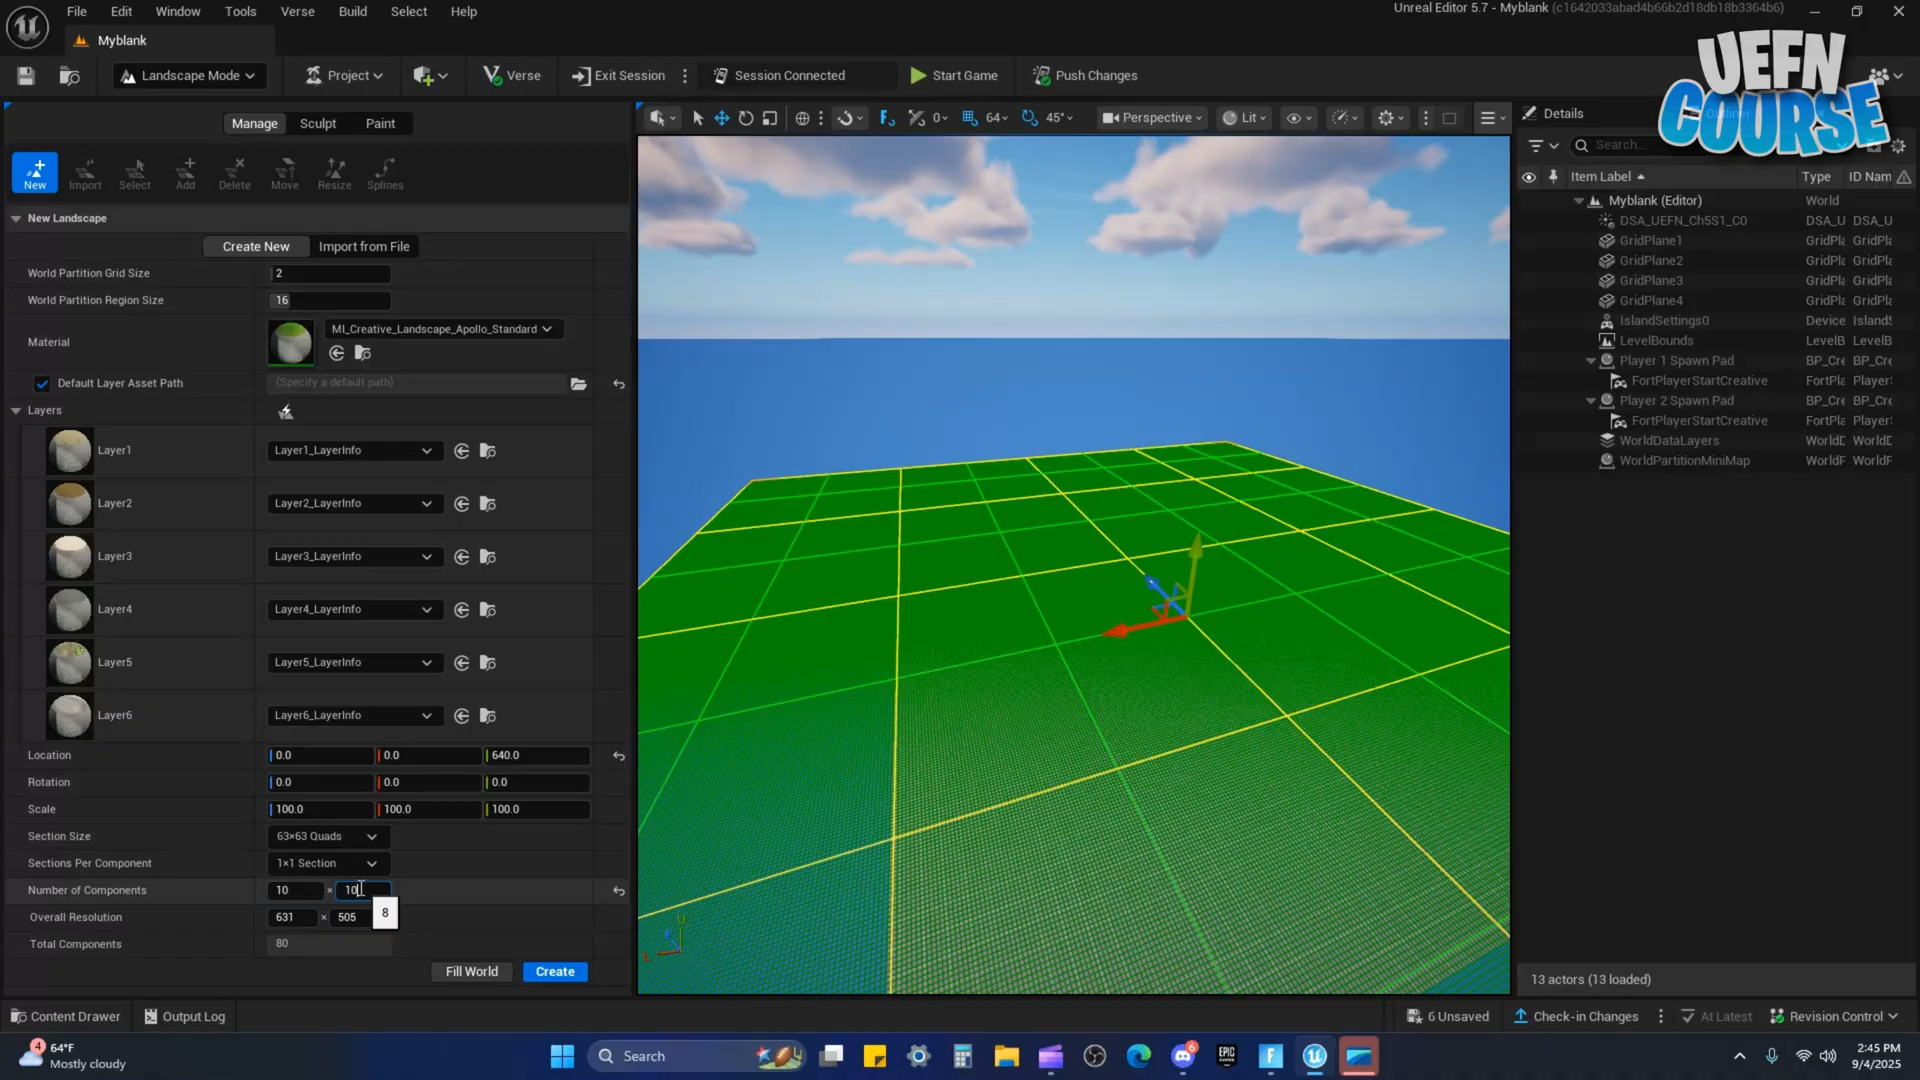 File Edit Window Tools Verse Build Select Help
Unreal Editor 5.7 - Myblank (c1642033abad4b66b2d18db18b3364b6)
Myblank
UEFN
COURSE
Landscape Mode Project Verse Exit Session Session Connected Start Game Push Changes
Manage Sculpt Paint
New Import Select Add Delete Move Resize Splines
New Landscape
Create New Import from File
World Partition Grid Size 2
World Partition Region Size 16
Material MI_Creative_Landscape_Apollo_Standard
Default Layer Asset Path (Specify a default path)
Layers
Layer1 Layer1_LayerInfo
Layer2 Layer2_LayerInfo
Layer3 Layer3_LayerInfo
Layer4 Layer4_LayerInfo
Layer5 Layer5_LayerInfo
Layer6 Layer6_LayerInfo
Location 0.0 0.0 640.0
Rotation 0.0 0.0 0.0
Scale 100.0 100.0 100.0
Section Size 63×63 Quads
Sections Per Component 1×1 Section
Number of Components 10 × 10
8
Overall Resolution 631 × 505
Total Components 80
Fill World Create
0 64 45° Perspective Lit
Details
Search...
Item Label Type ID Nam
Myblank (Editor) World
DSA_UEFN_Ch5S1_C0 DSA_U DSA_U
GridPlane1 GridPla GridPla
GridPlane2 GridPla GridPla
GridPlane3 GridPla GridPla
GridPlane4 GridPla GridPla
IslandSettings0 Device IslandS
LevelBounds LevelB LevelB
Player 1 Spawn Pad BP_Cre BP_Cre
FortPlayerStartCreative FortPla Player
Player 2 Spawn Pad BP_Cre BP_Cre
FortPlayerStartCreative FortPla Player
WorldDataLayers WorldD WorldD
WorldPartitionMiniMap WorldP WorldP
13 actors (13 loaded)
Content Drawer Output Log 6 Unsaved Check-in Changes At Latest Revision Control
4 64°F
Mostly cloudy
Search
6
EPIC
GAMES
2:45 PM
9/4/2025